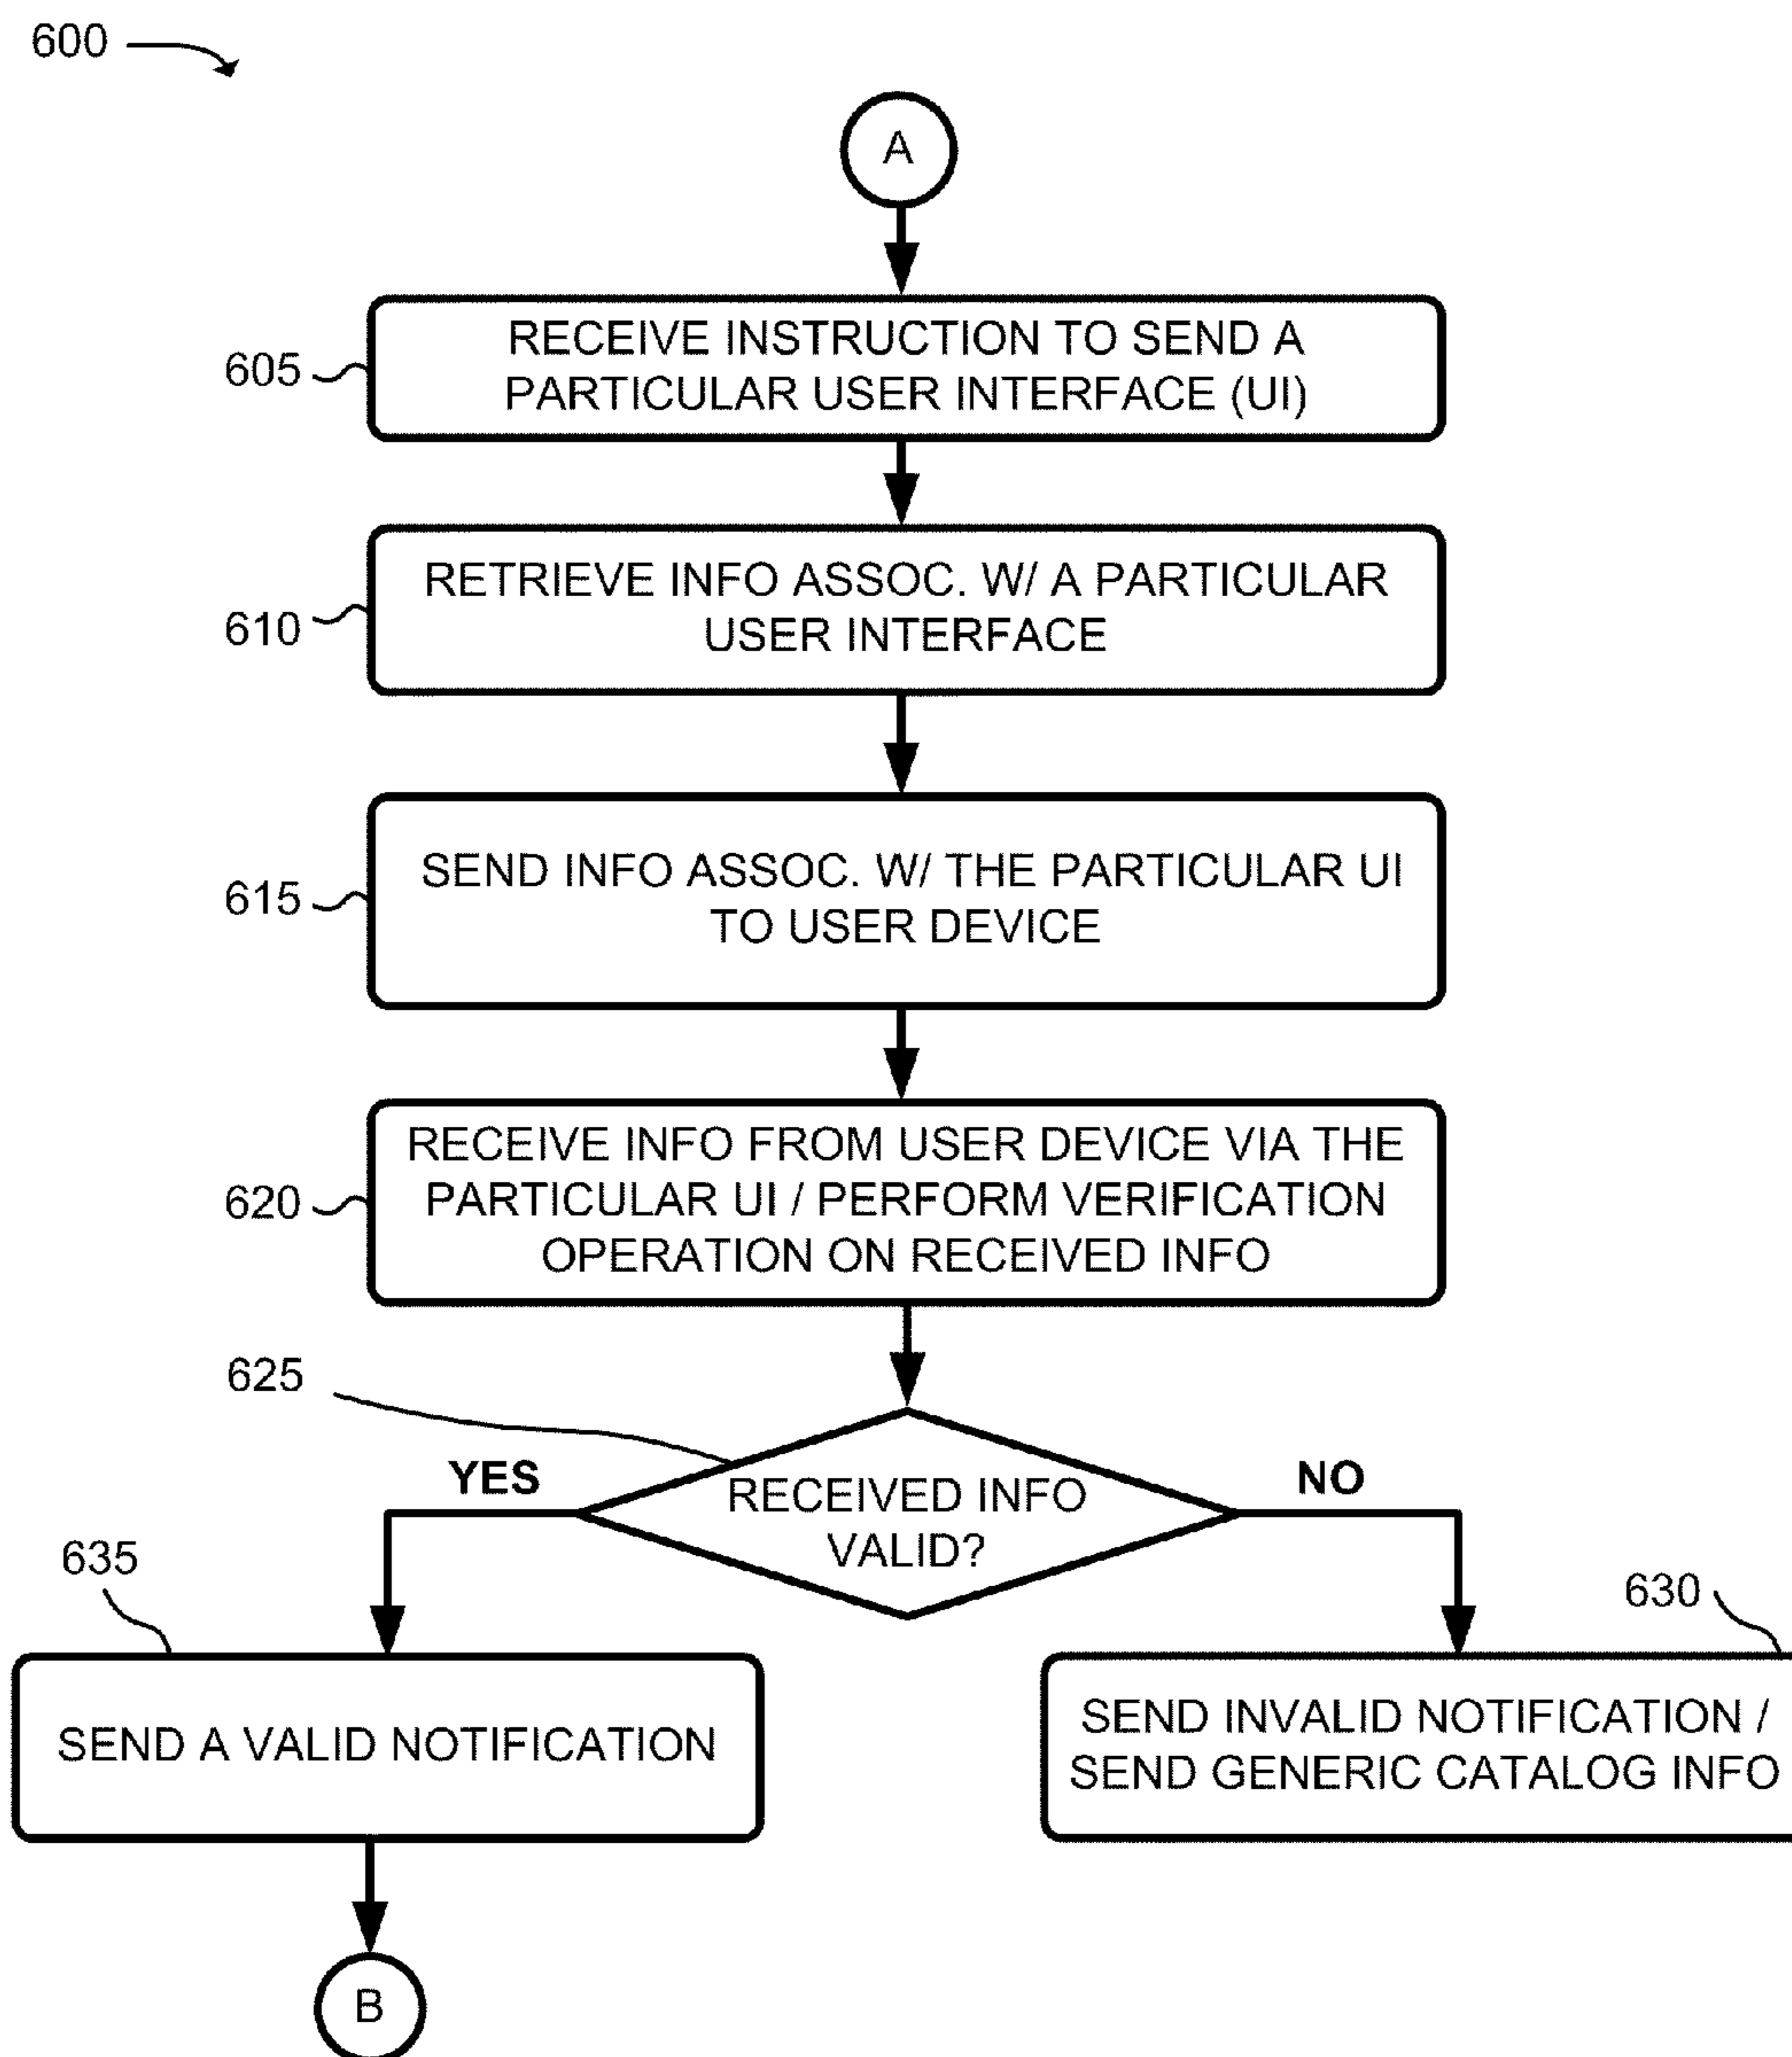 600
A
605
RECEIVE INSTRUCTION TO SEND A
PARTICULAR USER INTERFACE (UI)
610
RETRIEVE INFO ASSOC. W/ A PARTICULAR
USER INTERFACE
615
SEND INFO ASSOC. W/ THE PARTICULAR UI
TO USER DEVICE
620
RECEIVE INFO FROM USER DEVICE VIA THE
PARTICULAR UI / PERFORM VERIFICATION
OPERATION ON RECEIVED INFO
625
YES
RECEIVED INFO
VALID?
NO
635
SEND A VALID NOTIFICATION
630
SEND INVALID NOTIFICATION /
SEND GENERIC CATALOG INFO
B